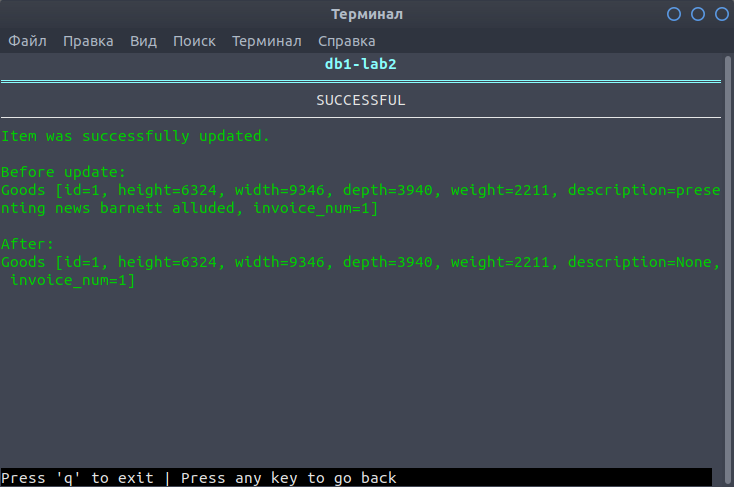 Терминал
Файл Правка Вид Поиск Терминал Справка
db1-lab2
SUCCESSFUL
Item was successfully updated.
Before update:
Goods [id=1, height=6324, width=9346, depth=3940, weight=2211, description=prese
nting news barnett alluded, invoice_num=1]
After:
Goods [id=1, height=6324, width=9346, depth=3940, weight=2211, description=None,
 invoice_num=1]
Press 'q' to exit | Press any key to go back